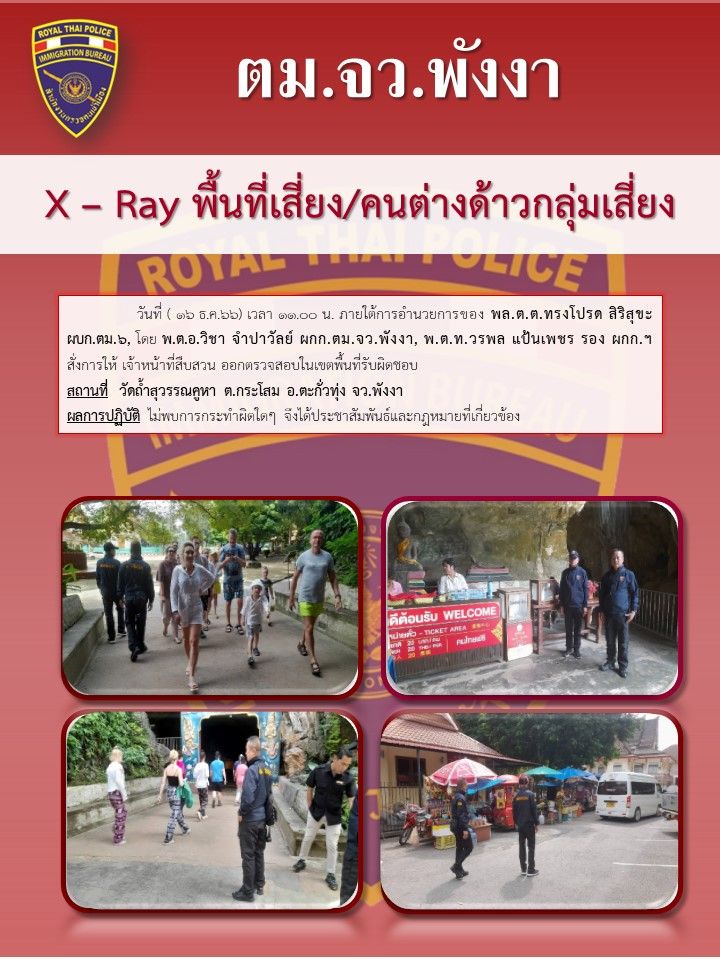 ROYAL THAI POLICE
IMMIGRATION BUREAU
สำนักงานตรวจคนเข้าเมือง
ตม.จว.พังงา
X – Ray พื้นที่เสี่ยง/คนต่างด้าวกลุ่มเสี่ยง
ROYAL THAI POLICE
วันที่ ( ๑๖ ธ.ค.๖๖) เวลา ๑๑.๐๐ น. ภายใต้การอำนวยการของ พล.ต.ต.ทรงโปรด สิริสุขะ
ผบก.ตม.๖, โดย พ.ต.อ.วิชา จำปาวัลย์ ผกก.ตม.จว.พังงา, พ.ต.ท.วรพล แป้นเพชร รอง ผกก.ฯ
สั่งการให้ เจ้าหน้าที่สืบสวน ออกตรวจสอบในเขตพื้นที่รับผิดชอบ
สถานที่ วัดถ้ำสุวรรณคูหา ต.กระโสม อ.ตะกั่วทุ่ง จว.พังงา
ผลการปฏิบัติ ไม่พบการกระทำผิดใดๆ จึงได้ประชาสัมพันธ์และกฎหมายที่เกี่ยวข้อง
ดีต้อนรับ WELCOME
TICKET AREA
คนไทยฟรี